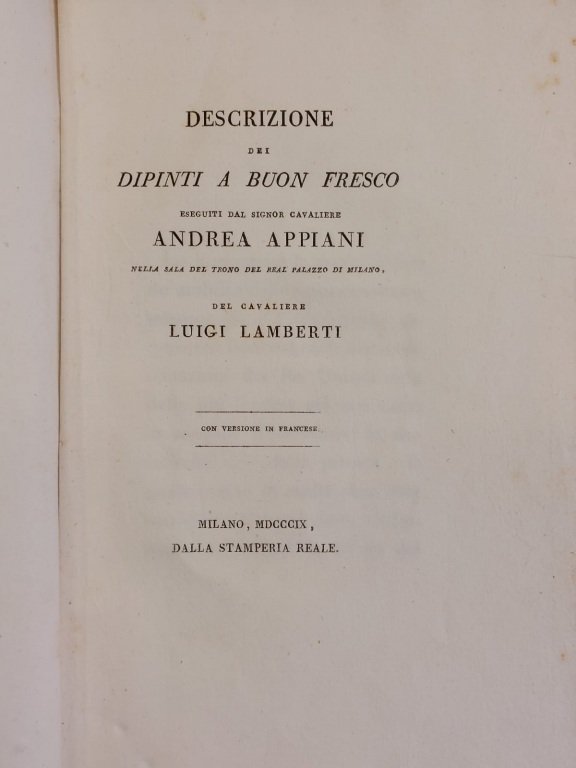 DESCRIZIONE
DEI
DIPINTI A BUON FRESCO
ESEGUITI DAL SIGNOR CAVALIERE
ANDREA APPIANI
NELLA SALA DEL TRONO DEL REAL PALAZZO DI MILANO,
DEL CAVALIERE
LUIGI LAMBERTI
CON VERSIONE IN FRANCESE.
MILANO, MDCCCIX,
DALLA STAMPERIA REALE.